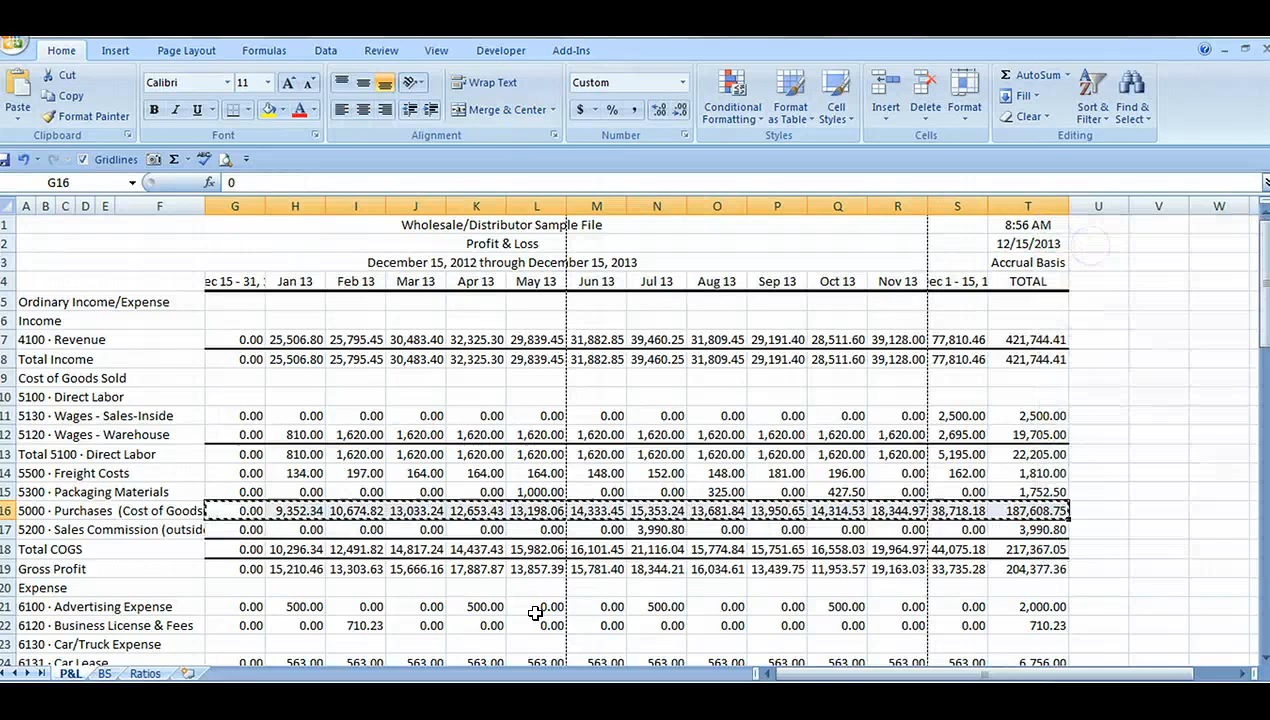 Home Insert Page Layout Formulas Data Review View Developer Add-Ins
Paste Cut Copy Format Painter Clipboard
Calibri 11 A A B I U A Font
Wrap Text Merge & Center Alignment
Custom $ % , Number
Conditional Formatting Format as Table Cell Styles Styles
Insert Delete Format Cells
Σ AutoSum Fill Clear Sort & Filter Find & Select Editing
Gridlines Σ
G16 fx 0
A B C D E F G H I J K L M N O P Q R S T U V W
1 Wholesale/Distributor Sample File 8:56 AM
2 Profit & Loss 12/15/2013
3 December 15, 2012 through December 15, 2013 Accrual Basis
4 ec 15 - 31, Jan 13 Feb 13 Mar 13 Apr 13 May 13 Jun 13 Jul 13 Aug 13 Sep 13 Oct 13 Nov 13 ec 1 - 15, 1 TOTAL
5 Ordinary Income/Expense
6 Income
7 4100 · Revenue 0.00 25,506.80 25,795.45 30,483.40 32,325.30 29,839.45 31,882.85 39,460.25 31,809.45 29,191.40 28,511.60 39,128.00 77,810.46 421,744.41
8 Total Income 0.00 25,506.80 25,795.45 30,483.40 32,325.30 29,839.45 31,882.85 39,460.25 31,809.45 29,191.40 28,511.60 39,128.00 77,810.46 421,744.41
9 Cost of Goods Sold
10 5100 · Direct Labor
11 5130 · Wages - Sales-Inside 0.00 0.00 0.00 0.00 0.00 0.00 0.00 0.00 0.00 0.00 0.00 0.00 2,500.00 2,500.00
12 5120 · Wages - Warehouse 0.00 810.00 1,620.00 1,620.00 1,620.00 1,620.00 1,620.00 1,620.00 1,620.00 1,620.00 1,620.00 1,620.00 2,695.00 19,705.00
13 Total 5100 · Direct Labor 0.00 810.00 1,620.00 1,620.00 1,620.00 1,620.00 1,620.00 1,620.00 1,620.00 1,620.00 1,620.00 1,620.00 5,195.00 22,205.00
14 5500 · Freight Costs 0.00 134.00 197.00 164.00 164.00 164.00 148.00 152.00 148.00 181.00 196.00 0.00 162.00 1,810.00
15 5300 · Packaging Materials 0.00 0.00 0.00 0.00 0.00 1,000.00 0.00 0.00 325.00 0.00 427.50 0.00 0.00 1,752.50
16 5000 · Purchases (Cost of Goods 0.00 9,352.34 10,674.82 13,033.24 12,653.43 13,198.06 14,333.45 15,353.24 13,681.84 13,950.65 14,314.53 18,344.97 38,718.18 187,608.75
17 5200 · Sales Commission (outsid 0.00 0.00 0.00 0.00 0.00 0.00 0.00 3,990.80 0.00 0.00 0.00 0.00 0.00 3,990.80
18 Total COGS 0.00 10,296.34 12,491.82 14,817.24 14,437.43 15,982.06 16,101.45 21,116.04 15,774.84 15,751.65 16,558.03 19,964.97 44,075.18 217,367.05
19 Gross Profit 0.00 15,210.46 13,303.63 15,666.16 17,887.87 13,857.39 15,781.40 18,344.21 16,034.61 13,439.75 11,953.57 19,163.03 33,735.28 204,377.36
20 Expense
21 6100 · Advertising Expense 0.00 500.00 0.00 0.00 500.00 0.00 0.00 500.00 0.00 0.00 500.00 0.00 0.00 2,000.00
22 6120 · Business License & Fees 0.00 0.00 710.23 0.00 0.00 0.00 0.00 0.00 0.00 0.00 0.00 0.00 0.00 710.23
23 6130 · Car/Truck Expense
24 6131 · Car Lease 0.00 563.00 563.00 563.00 563.00 563.00 563.00 563.00 563.00 563.00 563.00 563.00 563.00 6,756.00
P&L BS Ratios